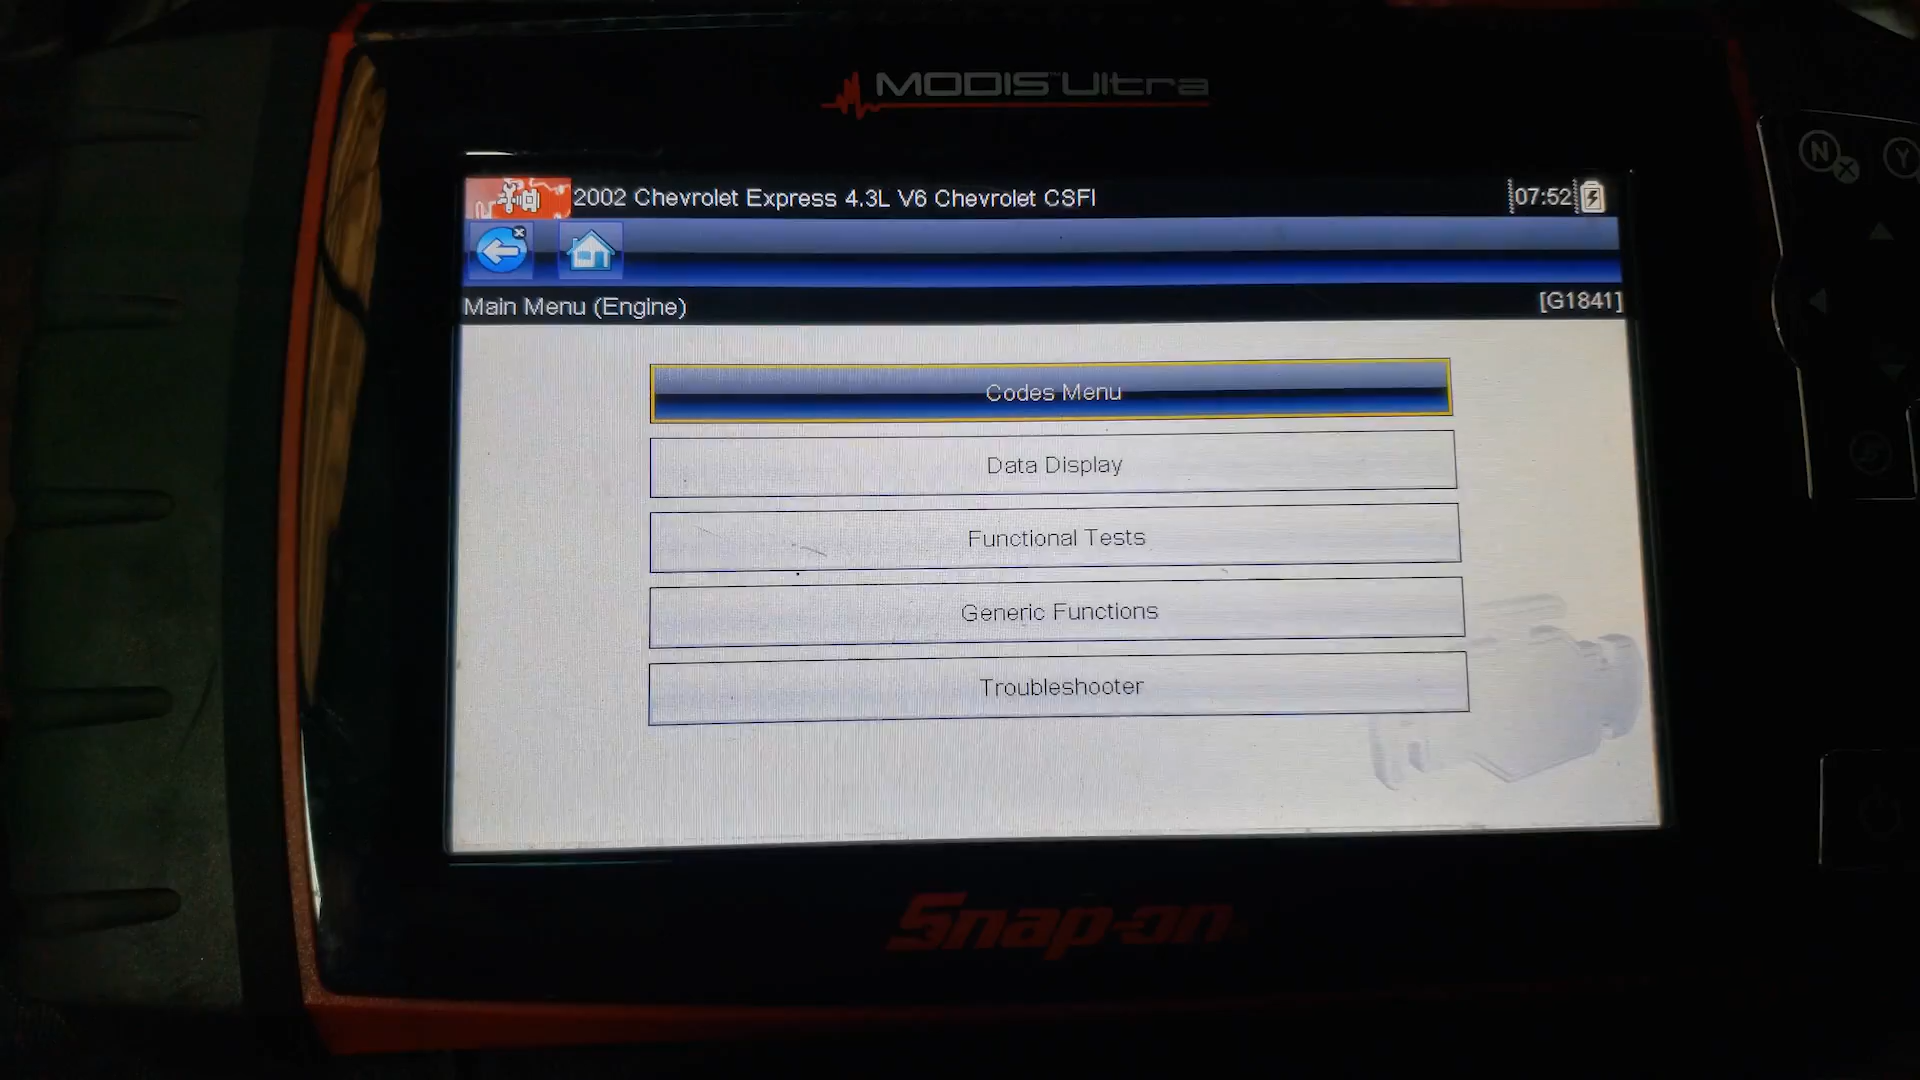 MODIS™ Ultra
2002 Chevrolet Express 4.3L V6 Chevrolet CSFI
07:52
Main Menu (Engine)
[G1841]
Codes Menu
Data Display
Functional Tests
Generic Functions
Troubleshooter
Snap-on
N X
Y